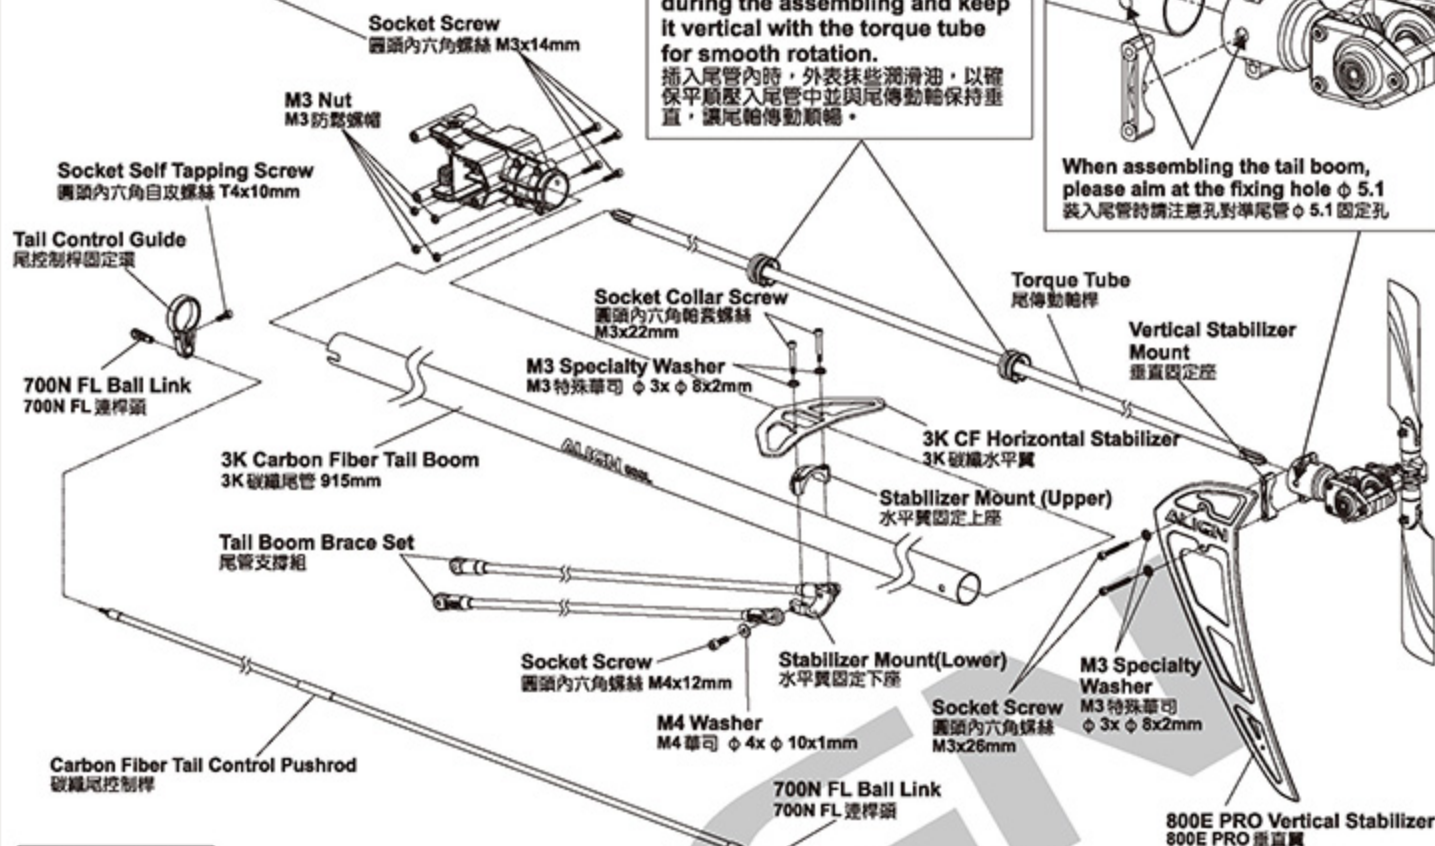 during the assembling and keep
it vertical with the torque tube
for smooth rotation.
插入尾管內時，外表抹些潤滑油，以確
保平順壓入尾管中並與尾傳動軸保持垂
直，讓尾軸傳動順暢。
When assembling the tail boom,
please aim at the fixing hole ϕ 5.1
裝入尾管時請注意孔對準尾管ϕ 5.1 固定孔
Socket Screw
圓頭內六角螺絲 M3x14mm
M3 Nut
M3 防鬆螺帽
Socket Self Tapping Screw
圓頭內六角自攻螺絲 T4x10mm
Tail Control Guide
尾控制桿固定環
700N FL Ball Link
700N FL 連桿頭
Torque Tube
尾傳動軸桿
Socket Collar Screw
圓頭內六角軸套螺絲
M3x22mm
Vertical Stabilizer
Mount
垂直固定座
M3 Specialty Washer
M3 特殊華司 ϕ 3x ϕ 8x2mm
3K CF Horizontal Stabilizer
3K 碳纖水平翼
3K Carbon Fiber Tail Boom
3K 碳纖尾管 915mm
ALIGN
Stabilizer Mount (Upper)
水平翼固定上座
ALIGN
Tail Boom Brace Set
尾管支撐組
Socket Screw
圓頭內六角螺絲 M4x12mm
Stabilizer Mount(Lower)
水平翼固定下座
M4 Washer
M4 華司 ϕ 4x ϕ 10x1mm
Socket Screw
圓頭內六角螺絲
M3x26mm
M3 Specialty
Washer
M3 特殊華司
ϕ 3x ϕ 8x2mm
Carbon Fiber Tail Control Pushrod
碳纖尾控制桿
700N FL Ball Link
700N FL 連桿頭
800E PRO Vertical Stabilizer
800E PRO 垂直翼